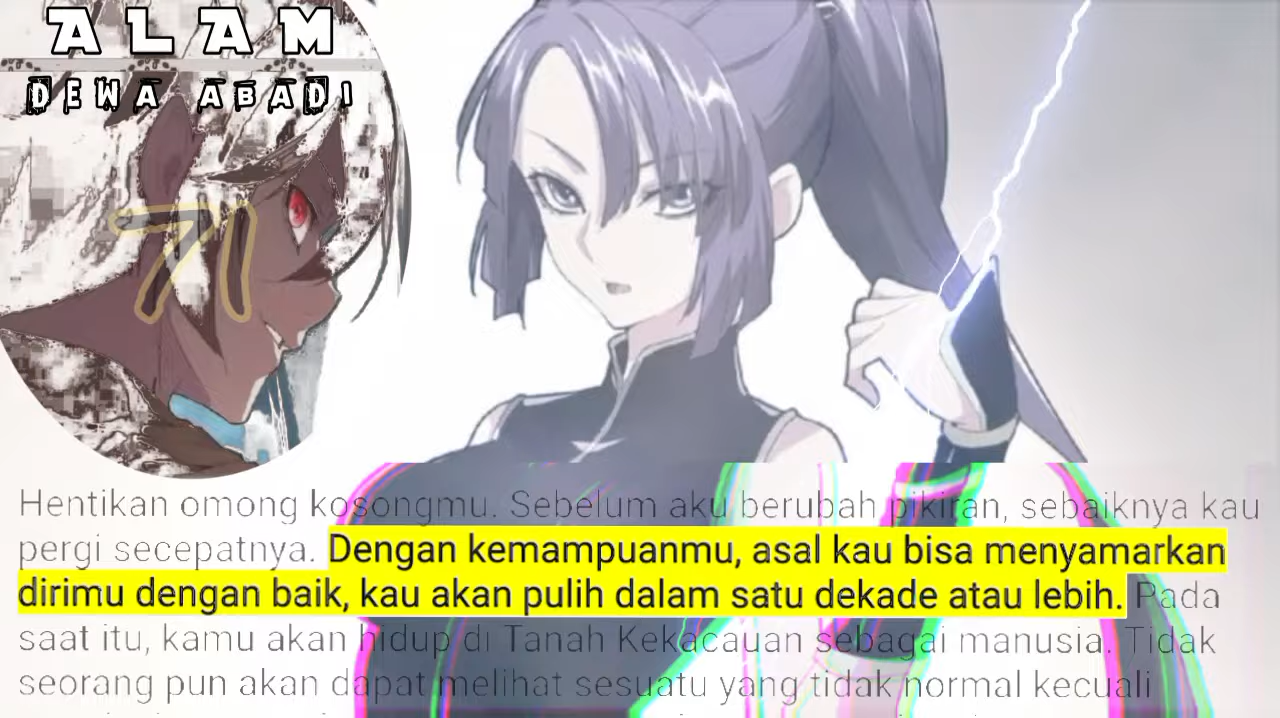 ALAM
DEWA ABADI
71
Hentikan omong kosongmu. Sebelum aku berubah pikiran, sebaiknya kau
pergi secepatnya. Dengan kemampuanmu, asal kau bisa menyamarkan
dirimu dengan baik, kau akan pulih dalam satu dekade atau lebih. Pada
saat itu, kamu akan hidup di Tanah Kekacauan sebagai manusia. Tidak
seorang pun akan dapat melihat sesuatu yang tidak normal kecuali